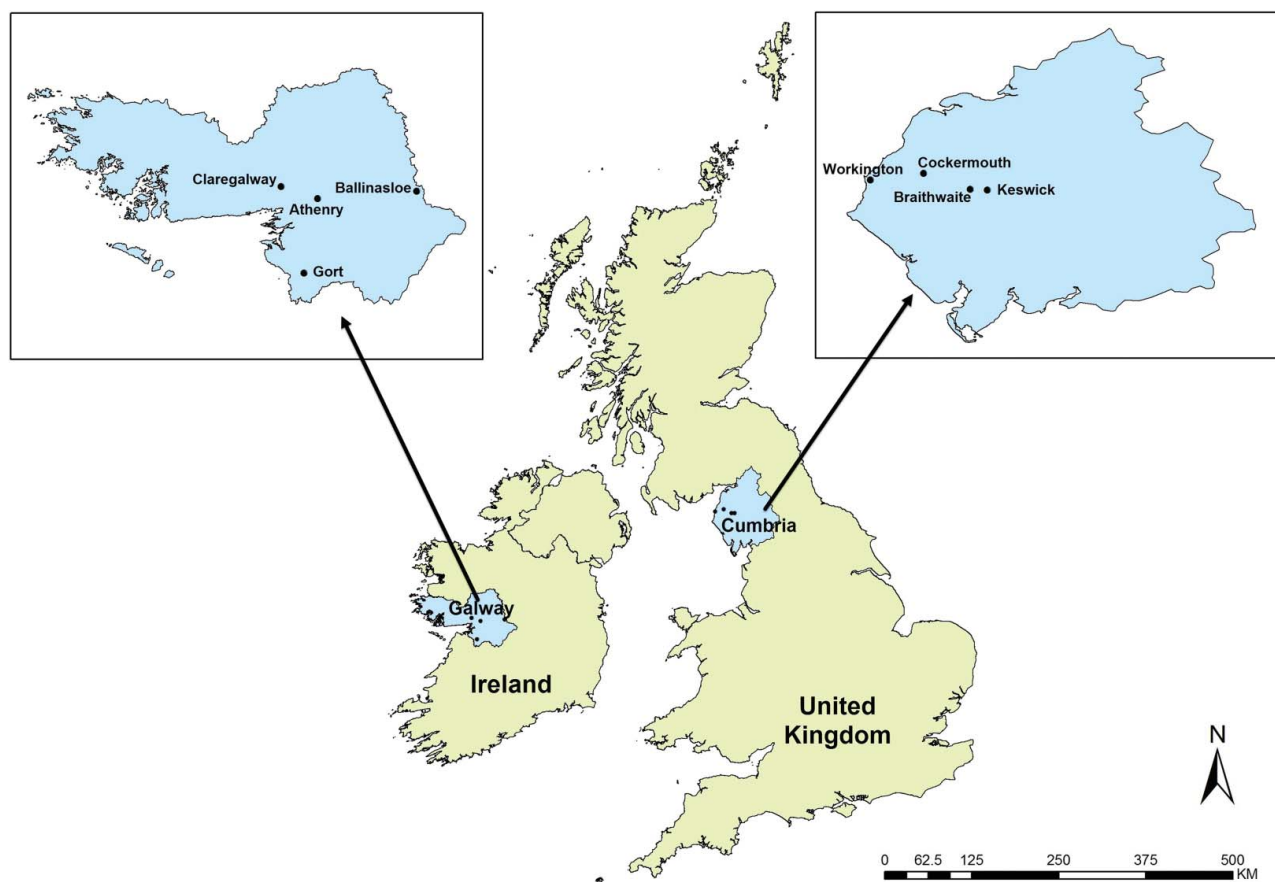 Claregalway
Ballinasloe
Athenry
Gort
Workington
Cockermouth
Braithwaite
Keswick
Cumbria
Galway
Ireland
United
Kingdom
N
0 62.5 125 250 375 500
KM